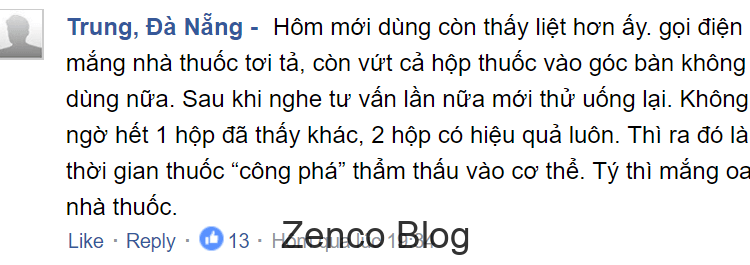 Trung, Đà Nẵng - Hôm mới dùng còn thấy liệt hơn ấy. gọi điện
mắng nhà thuốc tơi tả, còn vứt cả hộp thuốc vào góc bàn không
dùng nữa. Sau khi nghe tư vấn lần nữa mới thử uống lại. Không
ngờ hết 1 hộp đã thấy khác, 2 hộp có hiệu quả luôn. Thì ra đó là
thời gian thuốc “công phá” thẩm thấu vào cơ thể. Tý thì mắng oa
nhà thuốc.
Like · Reply · 13 · Hôm qua lúc
Zenco Blog